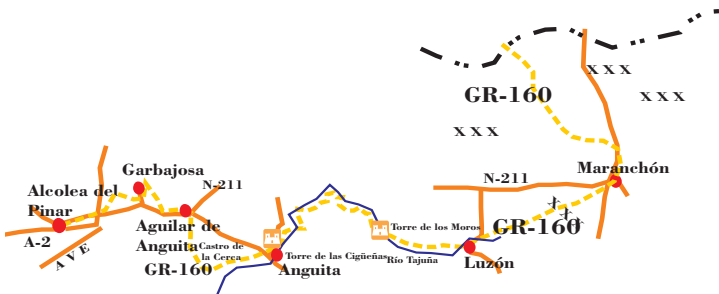 X X X
GR-160
X X X
X X X
Garbajosa
Maranchón
N-211
N-211
Alcolea del
Pinar
Aguilar de
Anguita
Torre de los Moros
GR-160
A-2
AVE
Castro de
la Cerca
Torre de las Cigüeñas
Río Tajuña
Luzón
GR-160
Anguita